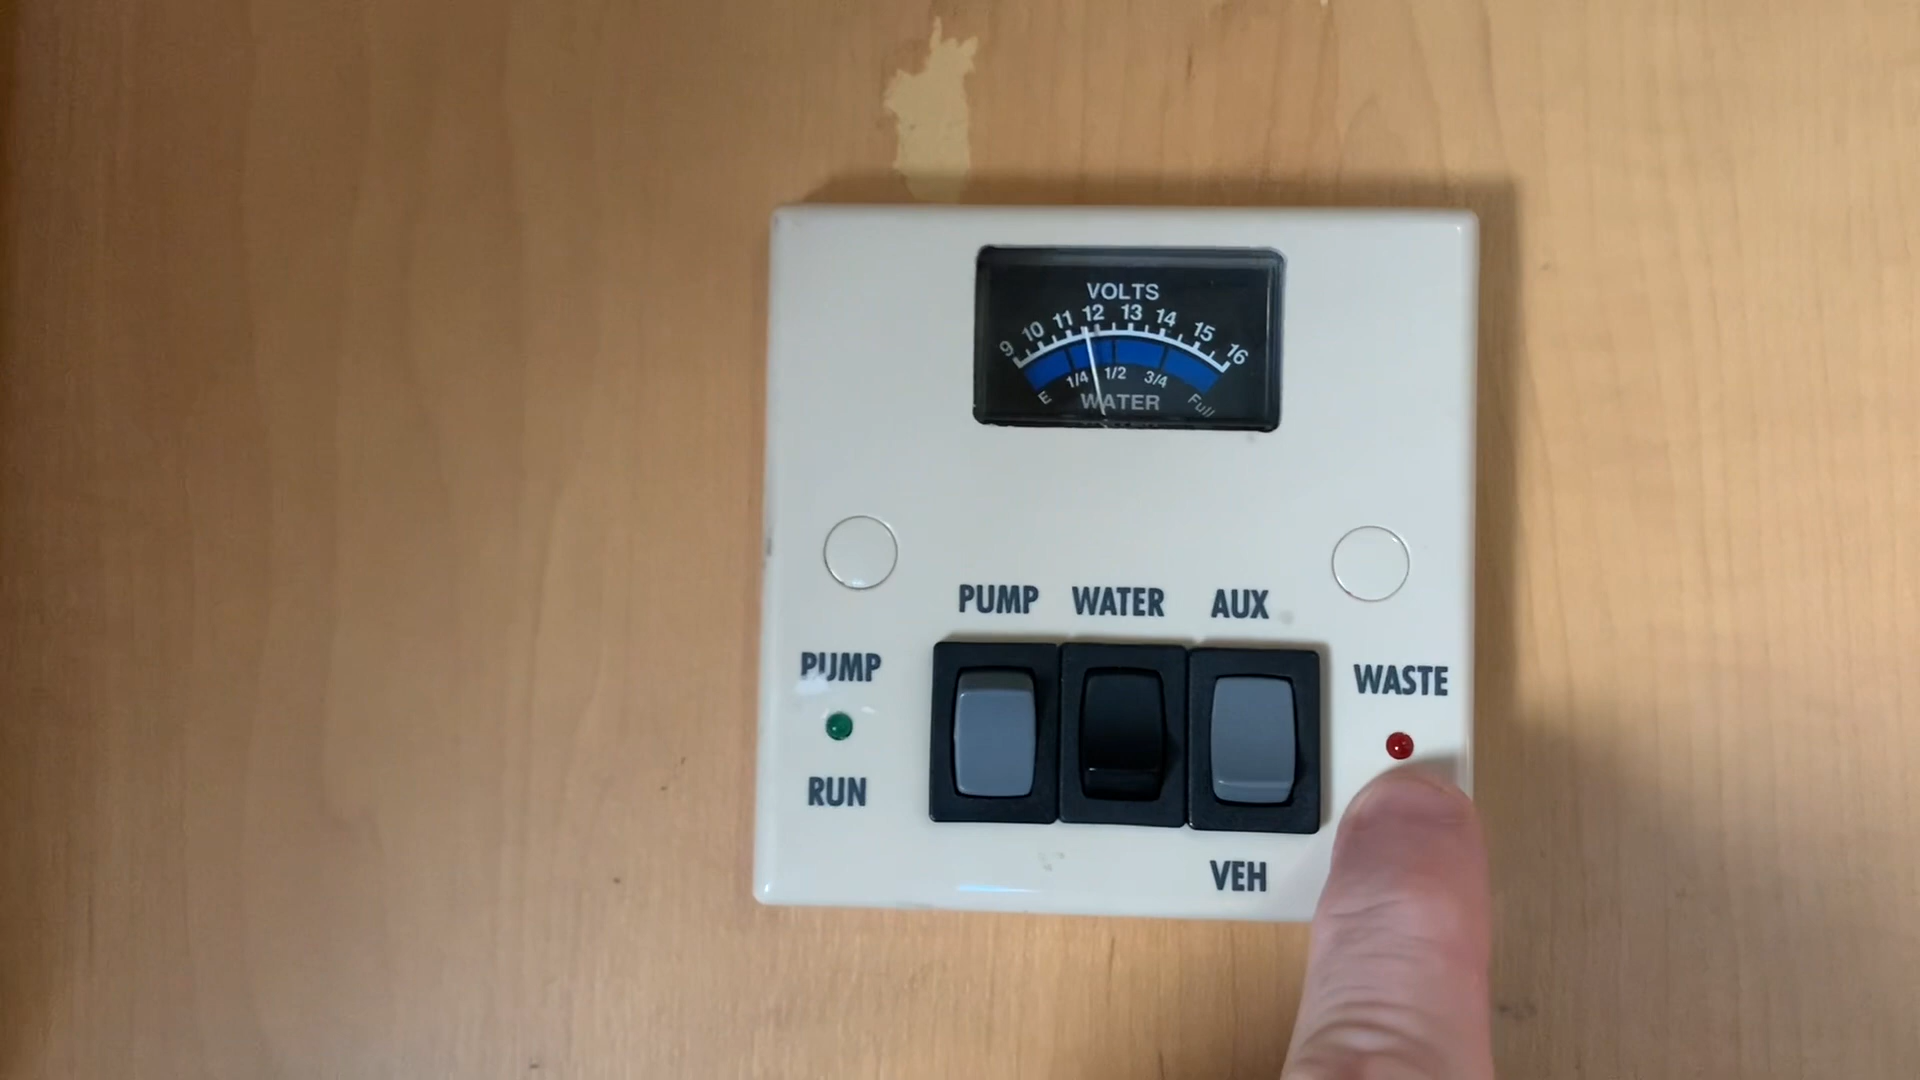 VOLTS
9 10 11 12 13 14 15 16
E 1/4 1/2 3/4 Full
WATER
PUMP WATER AUX
PUMP
WASTE
RUN
VEH